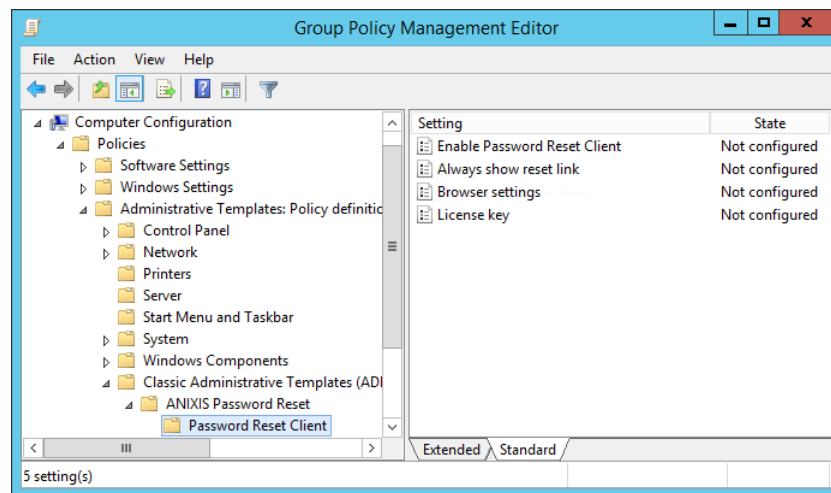 Group Policy Management Editor
File Action View Help
Computer Configuration
Policies
Software Settings
Windows Settings
Administrative Templates: Policy definitic
Control Panel
Network
Printers
Server
Start Menu and Taskbar
System
Windows Components
Classic Administrative Templates (ADI
ANIXIS Password Reset
Password Reset Client
Setting State
Enable Password Reset Client Not configured
Always show reset link Not configured
Browser settings Not configured
License key Not configured
Extended Standard
5 setting(s)